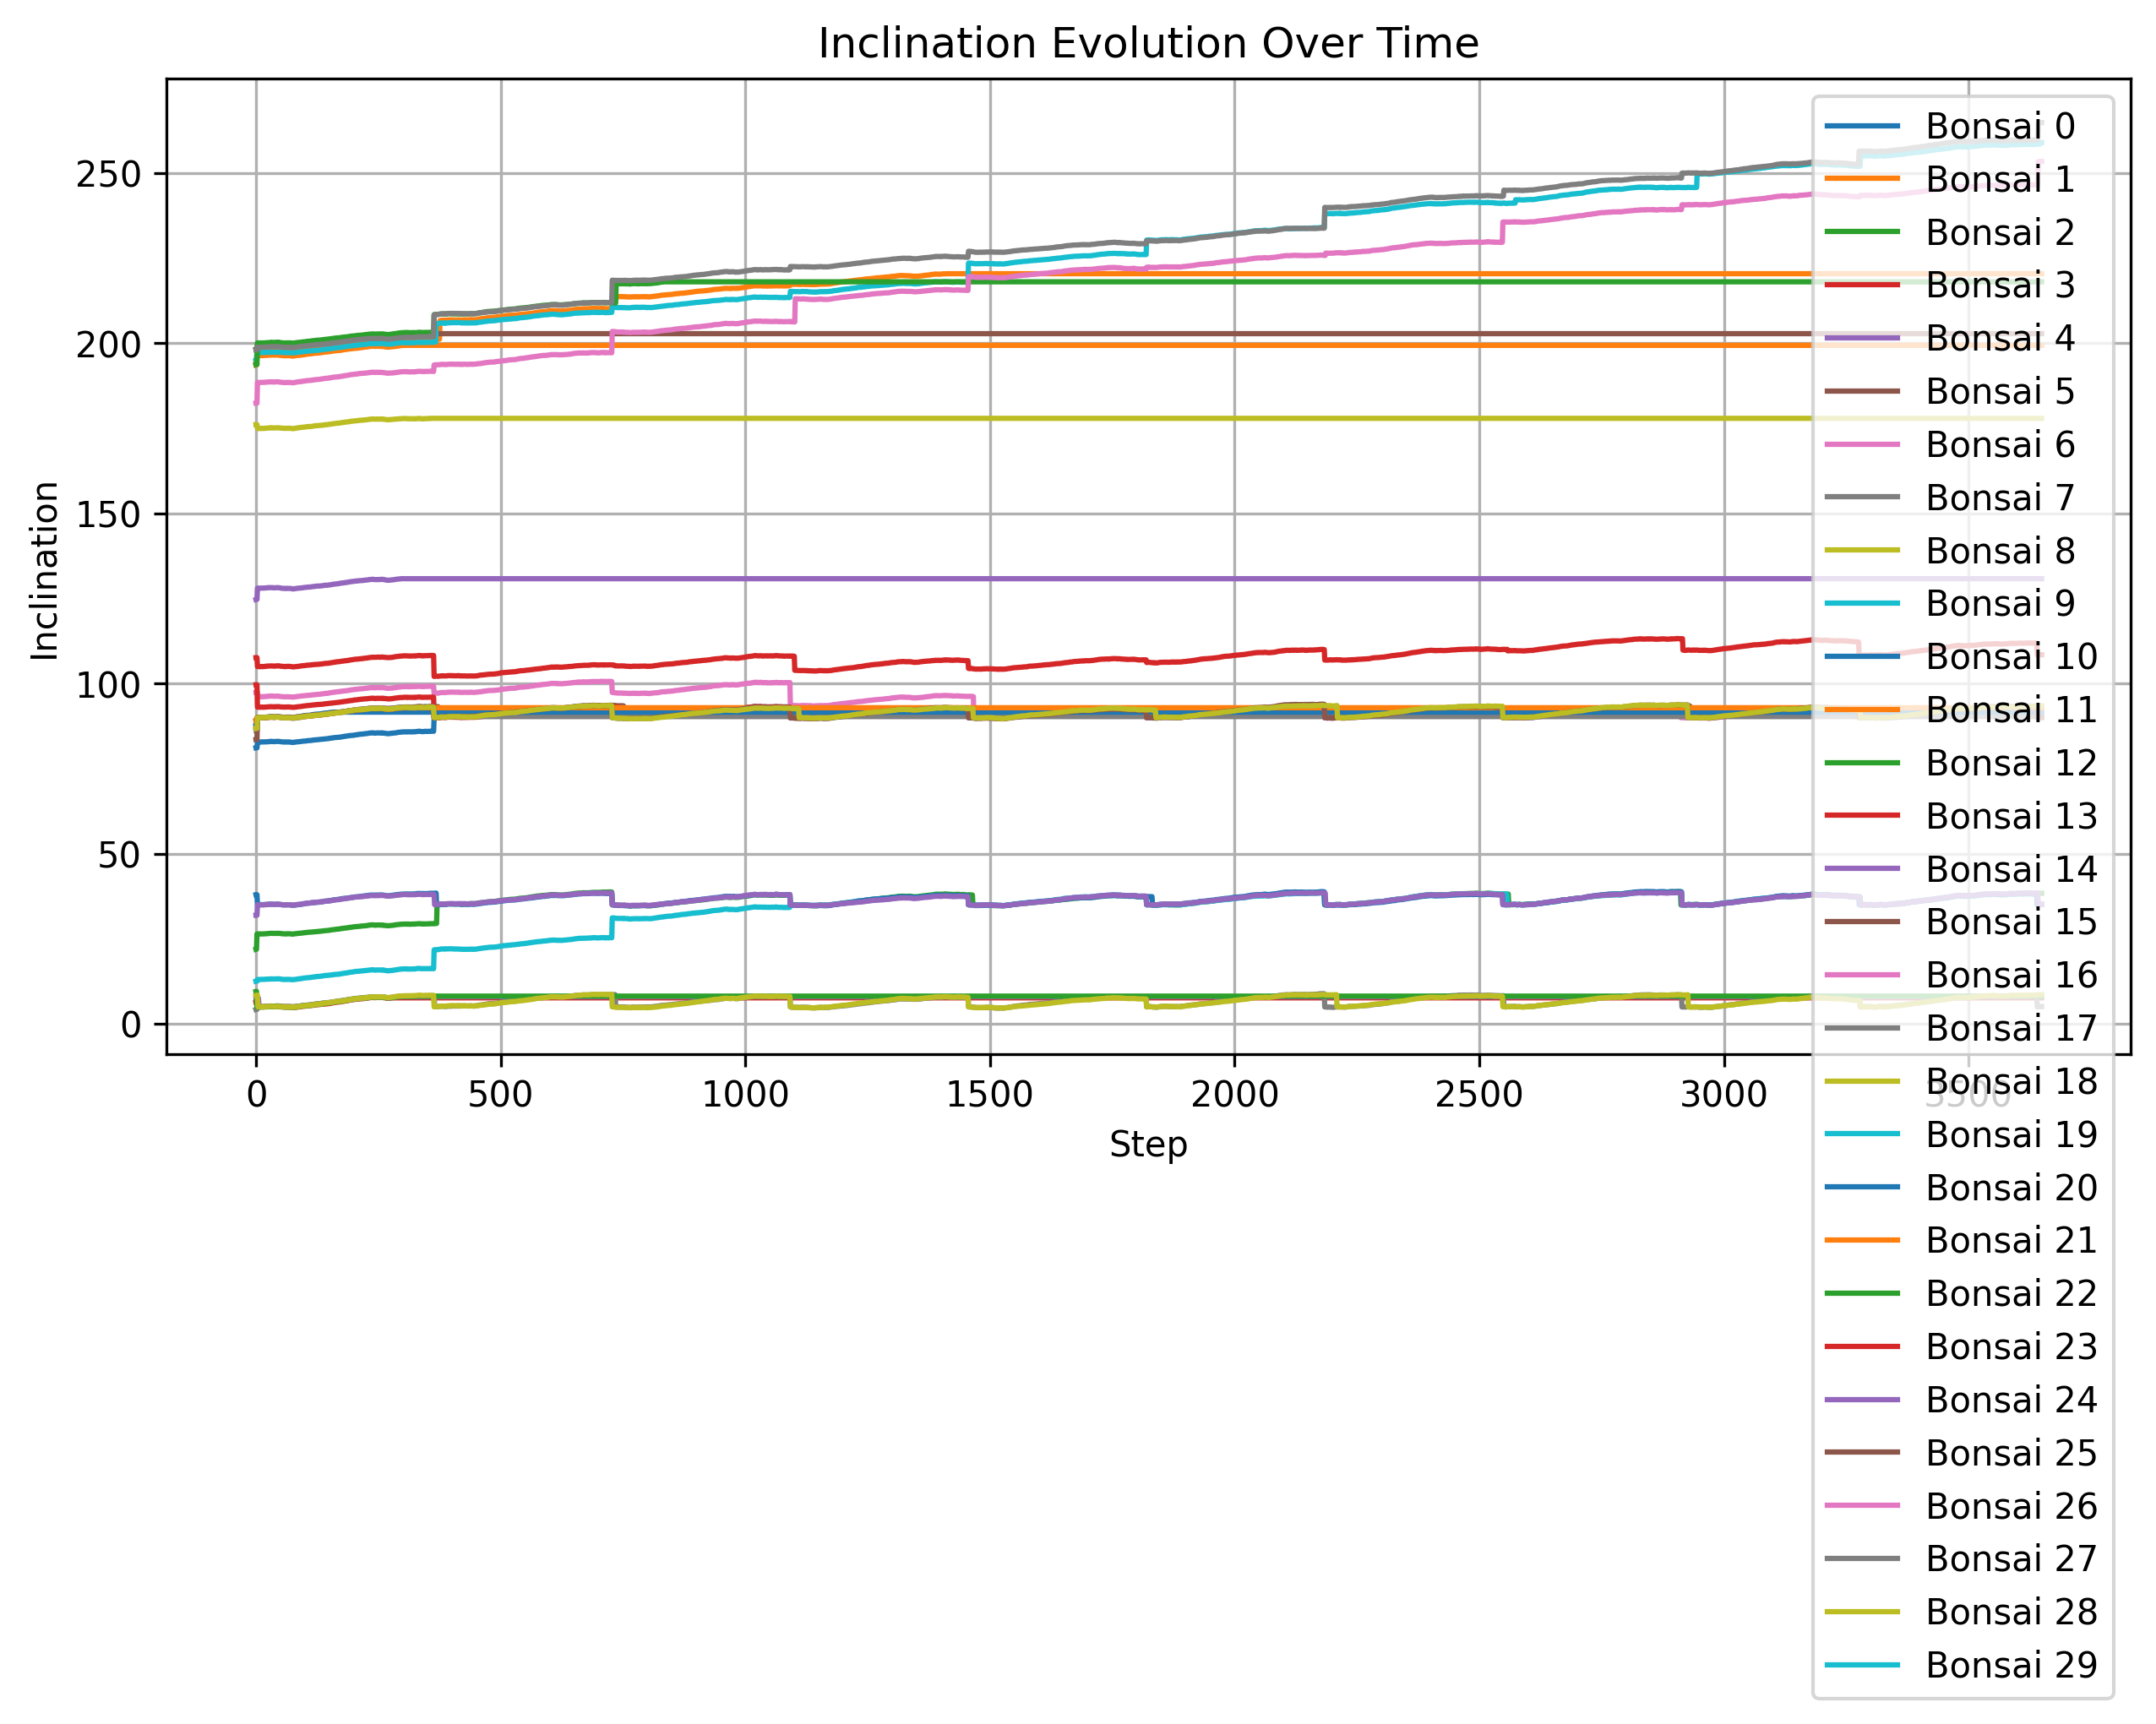 Inclination Evolution Over Time
Inclination
250
200
150
100
50
0
0 500 1000 1500 2000 2500 3000 3500
Step
Bonsai 0
Bonsai 1
Bonsai 2
Bonsai 3
Bonsai 4
Bonsai 5
Bonsai 6
Bonsai 7
Bonsai 8
Bonsai 9
Bonsai 10
Bonsai 11
Bonsai 12
Bonsai 13
Bonsai 14
Bonsai 15
Bonsai 16
Bonsai 17
Bonsai 18
Bonsai 19
Bonsai 20
Bonsai 21
Bonsai 22
Bonsai 23
Bonsai 24
Bonsai 25
Bonsai 26
Bonsai 27
Bonsai 28
Bonsai 29